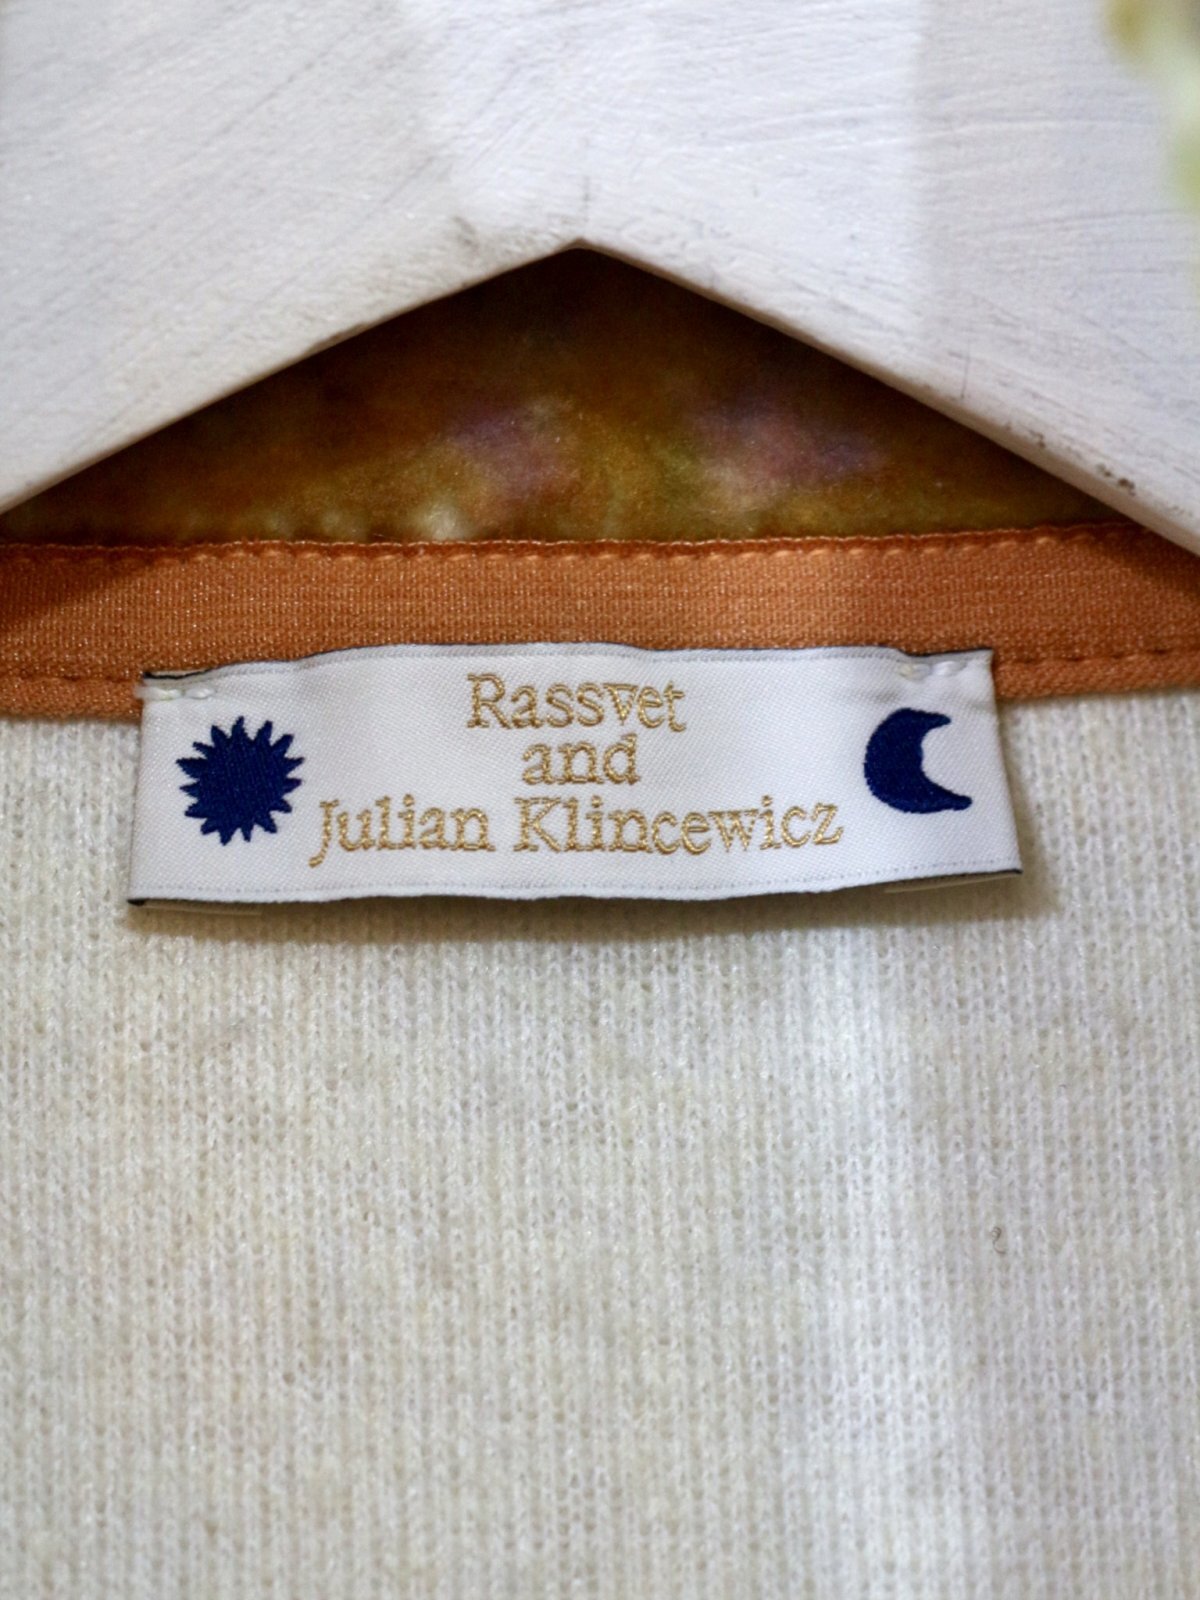 Rassvet
and
Julian Klincewicz